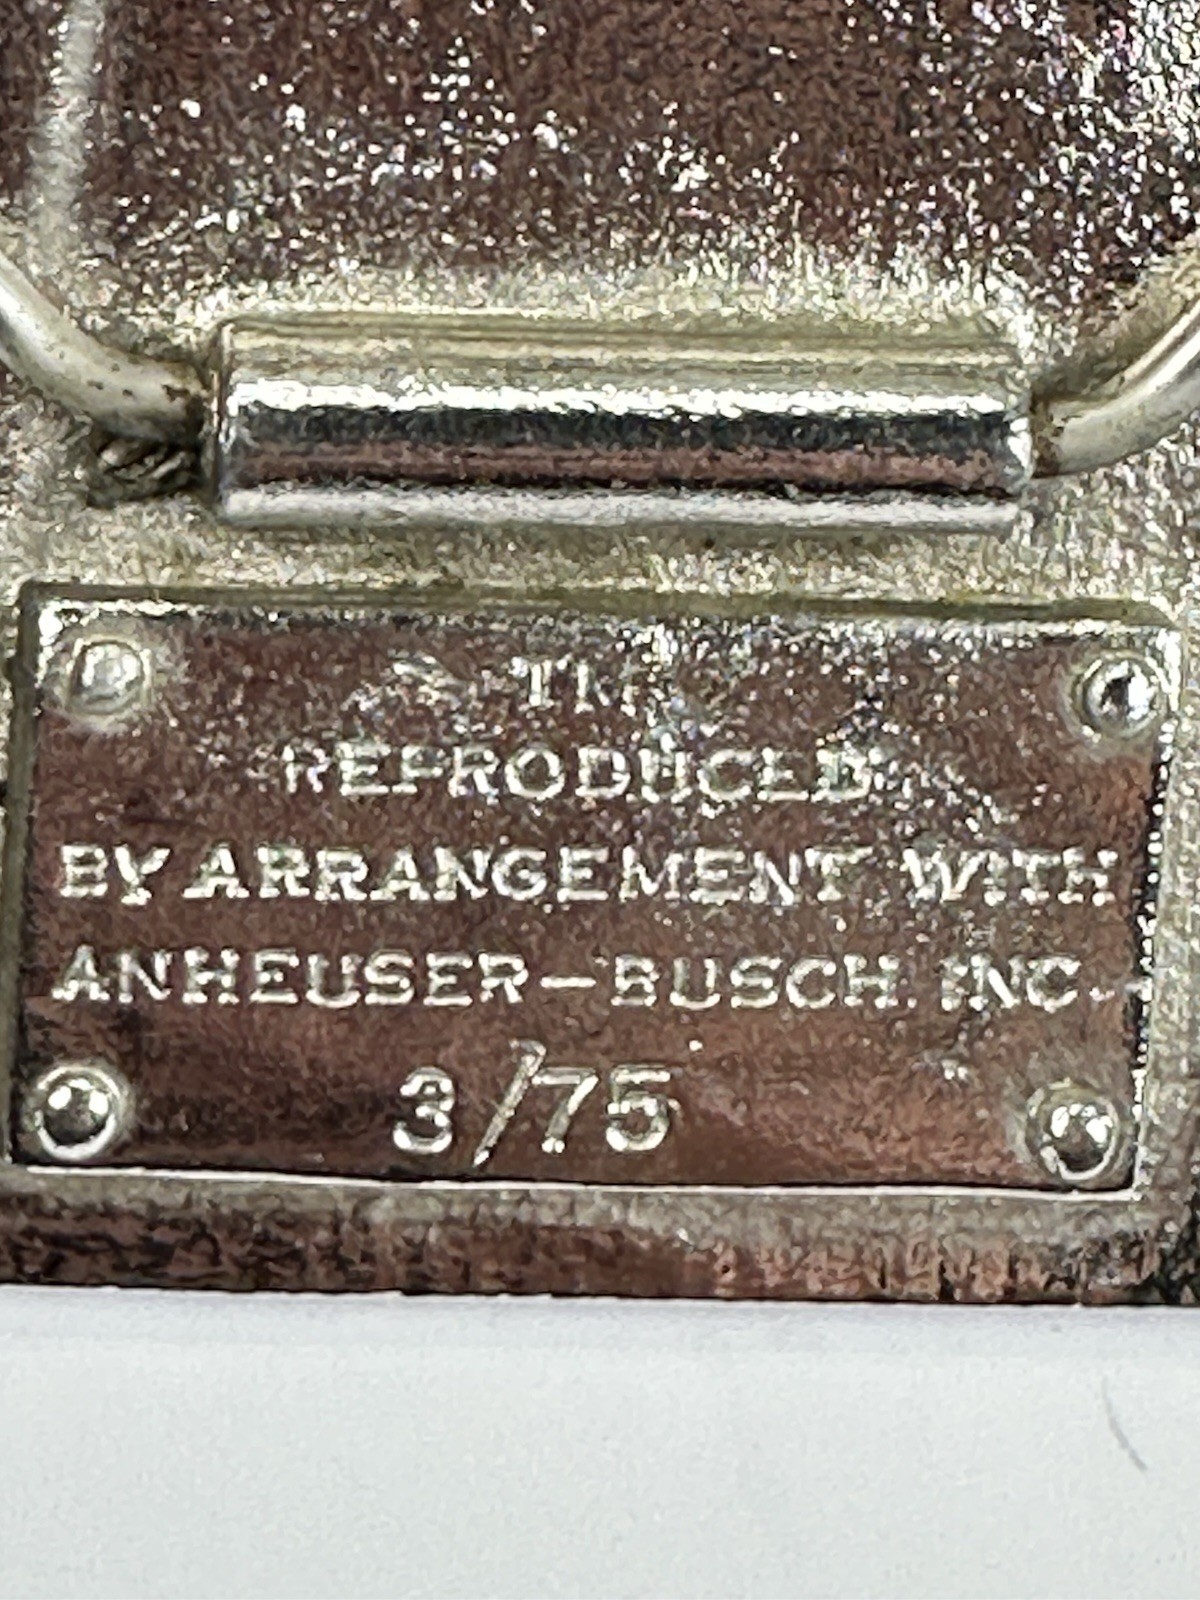 TM
REPRODUCED
BY ARRANGEMENT WITH
ANHEUSER-BUSCH. INC.
3/75